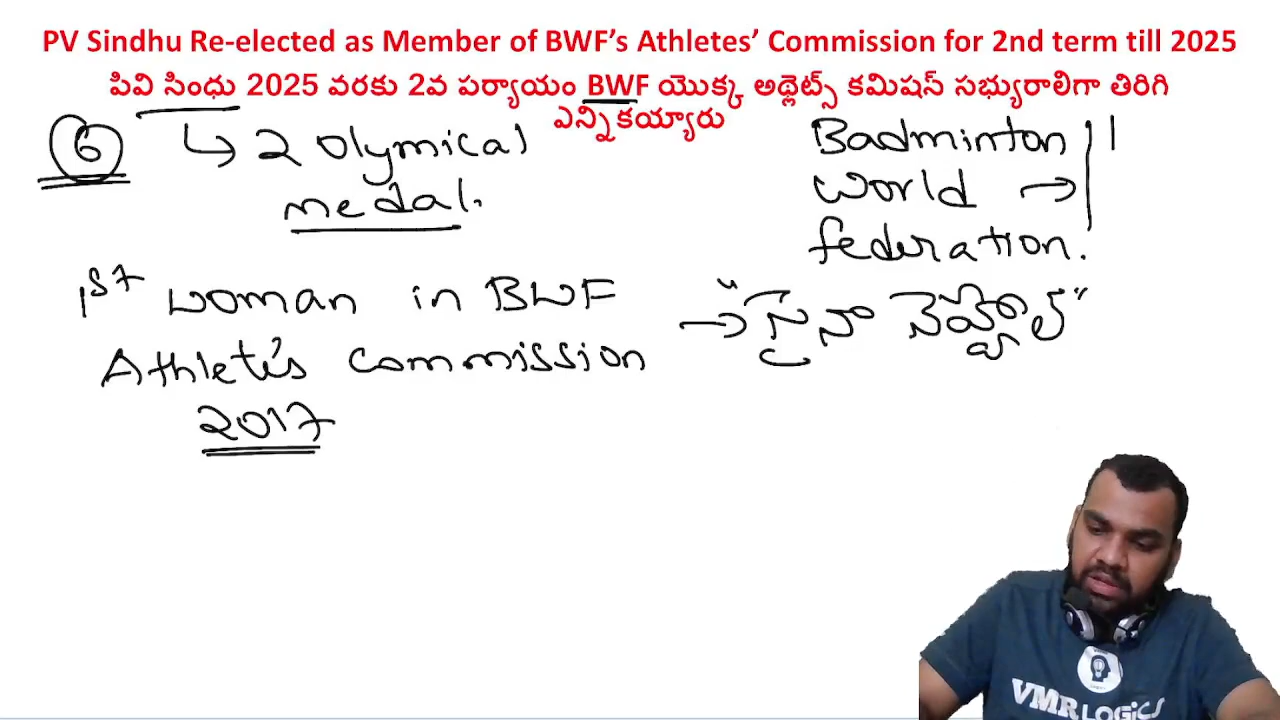 PV Sindhu Re-elected as Member of BWF’s Athletes’ Commission for 2nd term till 2025
పివి సింధు 2025 వరకు 2వ పర్యాయం BWF యొక్క అథ్లెట్స్ కమిషన్ సభ్యురాలిగా తిరిగి
ఎన్నికయ్యారు
6
↳ 2 olymical
medal.
Badminton
world →
federation.
1st woman in BWF
Athlete's commission
2017
→ "సైనా నెహ్వాల్"
VMR LOGiCS